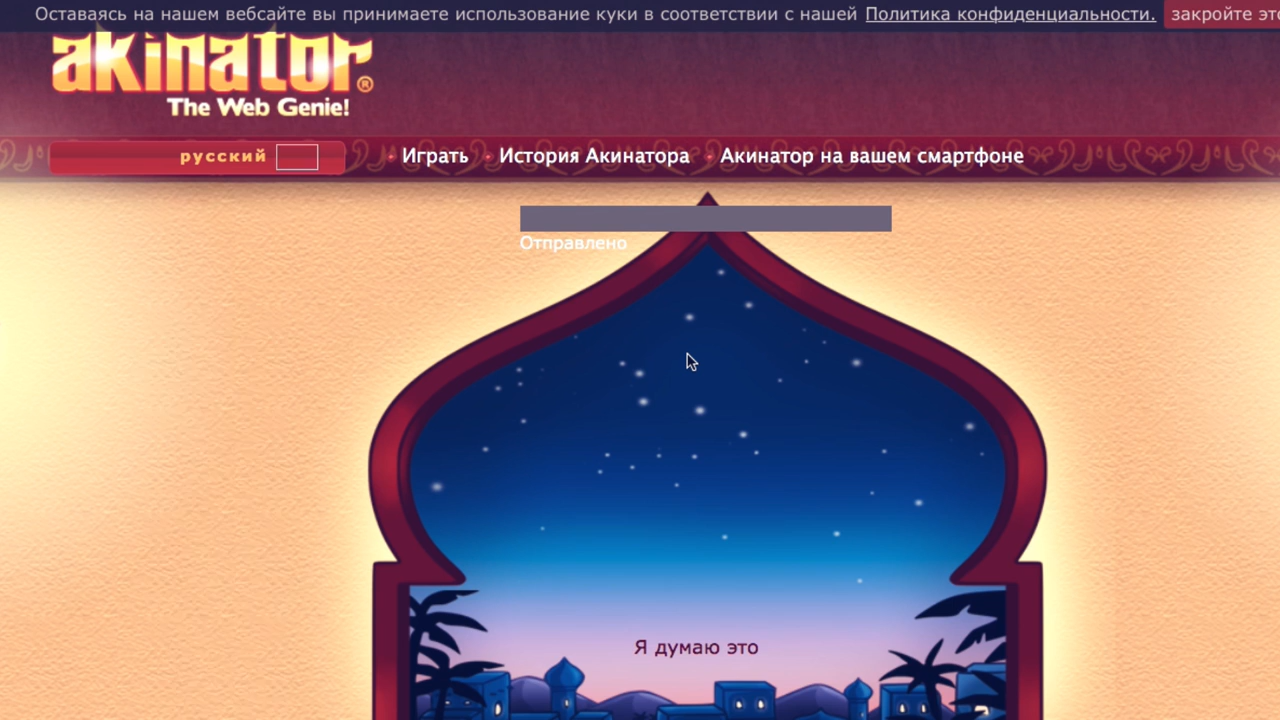 Оставаясь на нашем вебсайте вы принимаете использование куки в соответствии с нашей Политика конфиденциальности. закройте это
akinator®
The Web Genie!
русский
Играть История Акинатора Акинатор на вашем смартфоне
Отправлено
Я думаю это